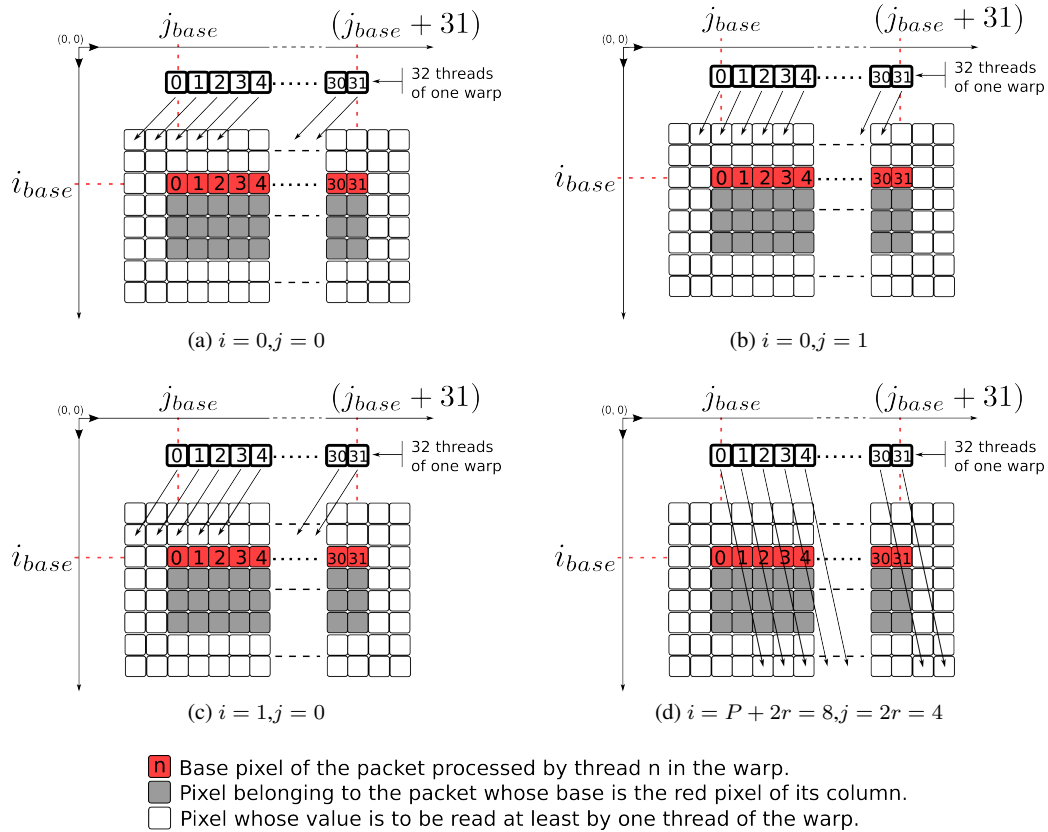 j_base (j_base + 31)
(0, 0)
0 1 2 3 4 ...... 30 31
32 threads
of one warp
i_base
0 1 2 3 4 ...... 30 31
(a) i = 0,j = 0
j_base (j_base + 31)
(0, 0)
0 1 2 3 4 ...... 30 31
32 threads
of one warp
i_base
0 1 2 3 4 ...... 30 31
(b) i = 0,j = 1
j_base (j_base + 31)
(0, 0)
0 1 2 3 4 ...... 30 31
32 threads
of one warp
i_base
0 1 2 3 4 ...... 30 31
(c) i = 1,j = 0
j_base (j_base + 31)
(0, 0)
0 1 2 3 4 ...... 30 31
32 threads
of one warp
i_base
0 1 2 3 4 ...... 30 31
(d) i = P + 2r = 8,j = 2r = 4
n Base pixel of the packet processed by thread n in the warp.
Pixel belonging to the packet whose base is the red pixel of its column.
Pixel whose value is to be read at least by one thread of the warp.